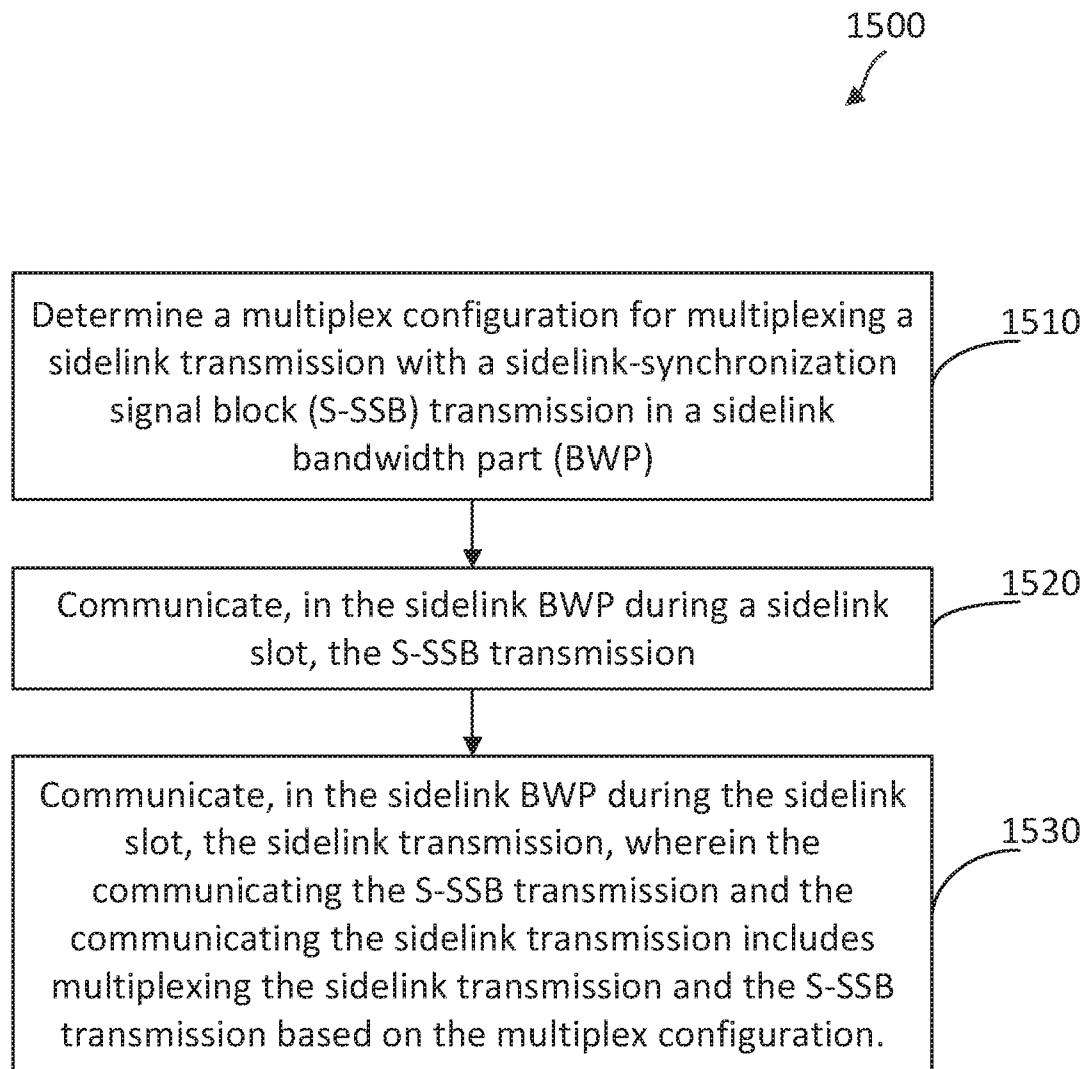 1500
Determine a multiplex configuration for multiplexing a
sidelink transmission with a sidelink-synchronization
signal block (S-SSB) transmission in a sidelink
bandwidth part (BWP)
1510
Communicate, in the sidelink BWP during a sidelink
slot, the S-SSB transmission
1520
Communicate, in the sidelink BWP during the sidelink
slot, the sidelink transmission, wherein the
communicating the S-SSB transmission and the
communicating the sidelink transmission includes
multiplexing the sidelink transmission and the S-SSB
transmission based on the multiplex configuration.
1530